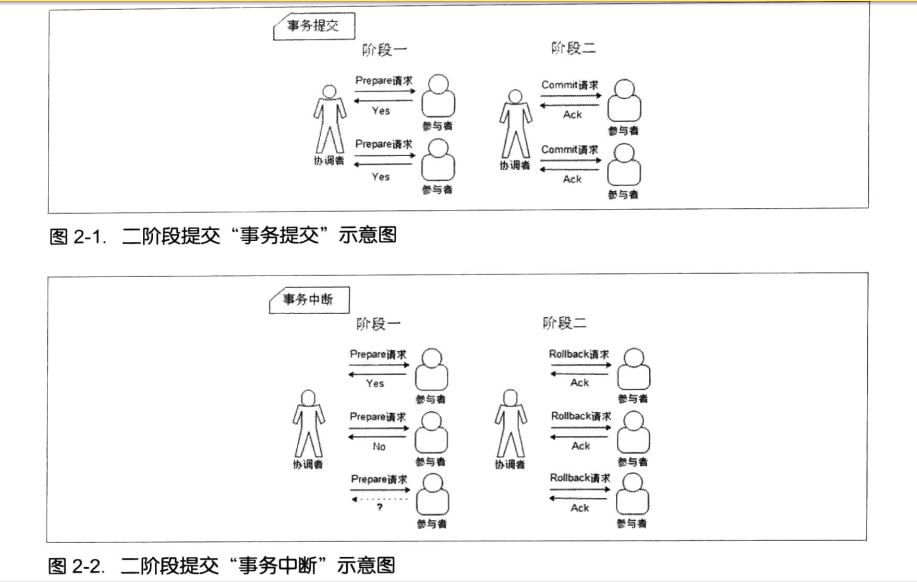 事务提交
阶段一
阶段二
Prepare请求
Yes
参与者
Prepare请求
Yes
参与者
协调者
Commit请求
Ack
参与者
Commit请求
Ack
参与者
协调者
图 2-1. 二阶段提交“事务提交”示意图
事务中断
阶段一
阶段二
Prepare请求
Yes
参与者
Prepare请求
No
参与者
Prepare请求
?
参与者
协调者
Rollback请求
Ack
参与者
Rollback请求
Ack
参与者
Rollback请求
Ack
参与者
协调者
图 2-2. 二阶段提交“事务中断”示意图